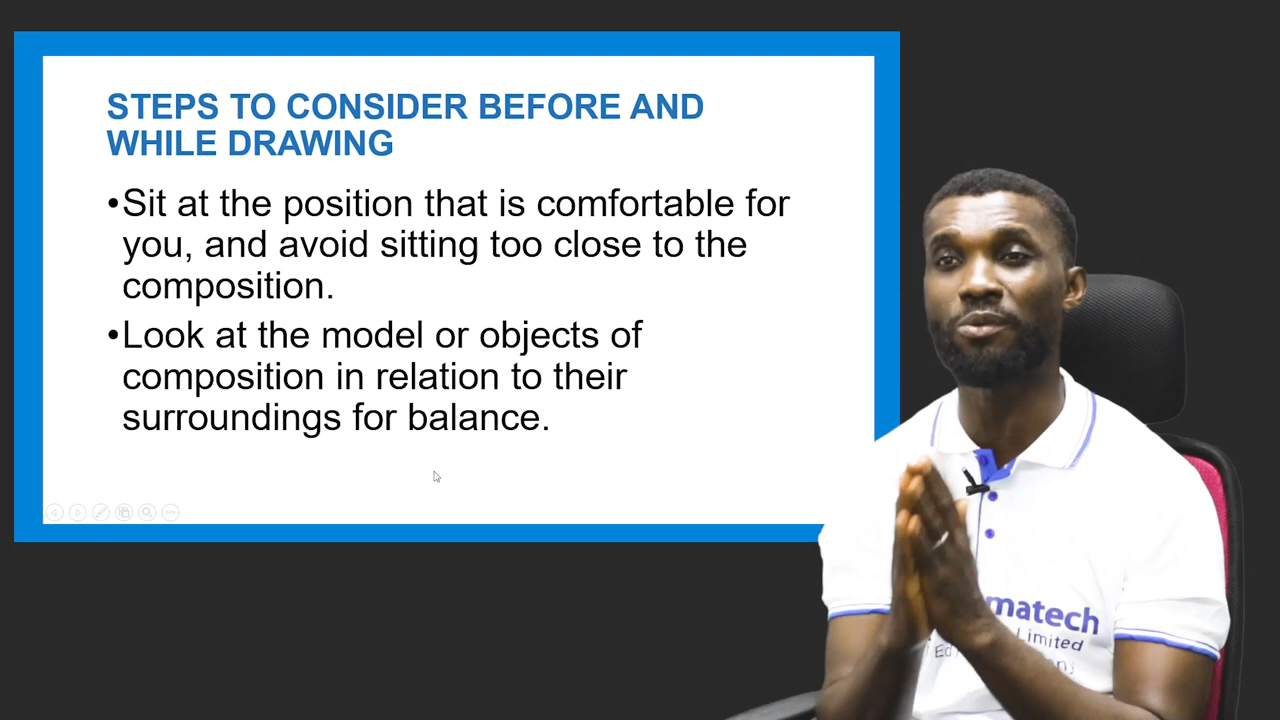 STEPS TO CONSIDER BEFORE AND
WHILE DRAWING
•Sit at the position that is comfortable for
you, and avoid sitting too close to the
composition.
•Look at the model or objects of
composition in relation to their
surroundings for balance.
matech
Limited